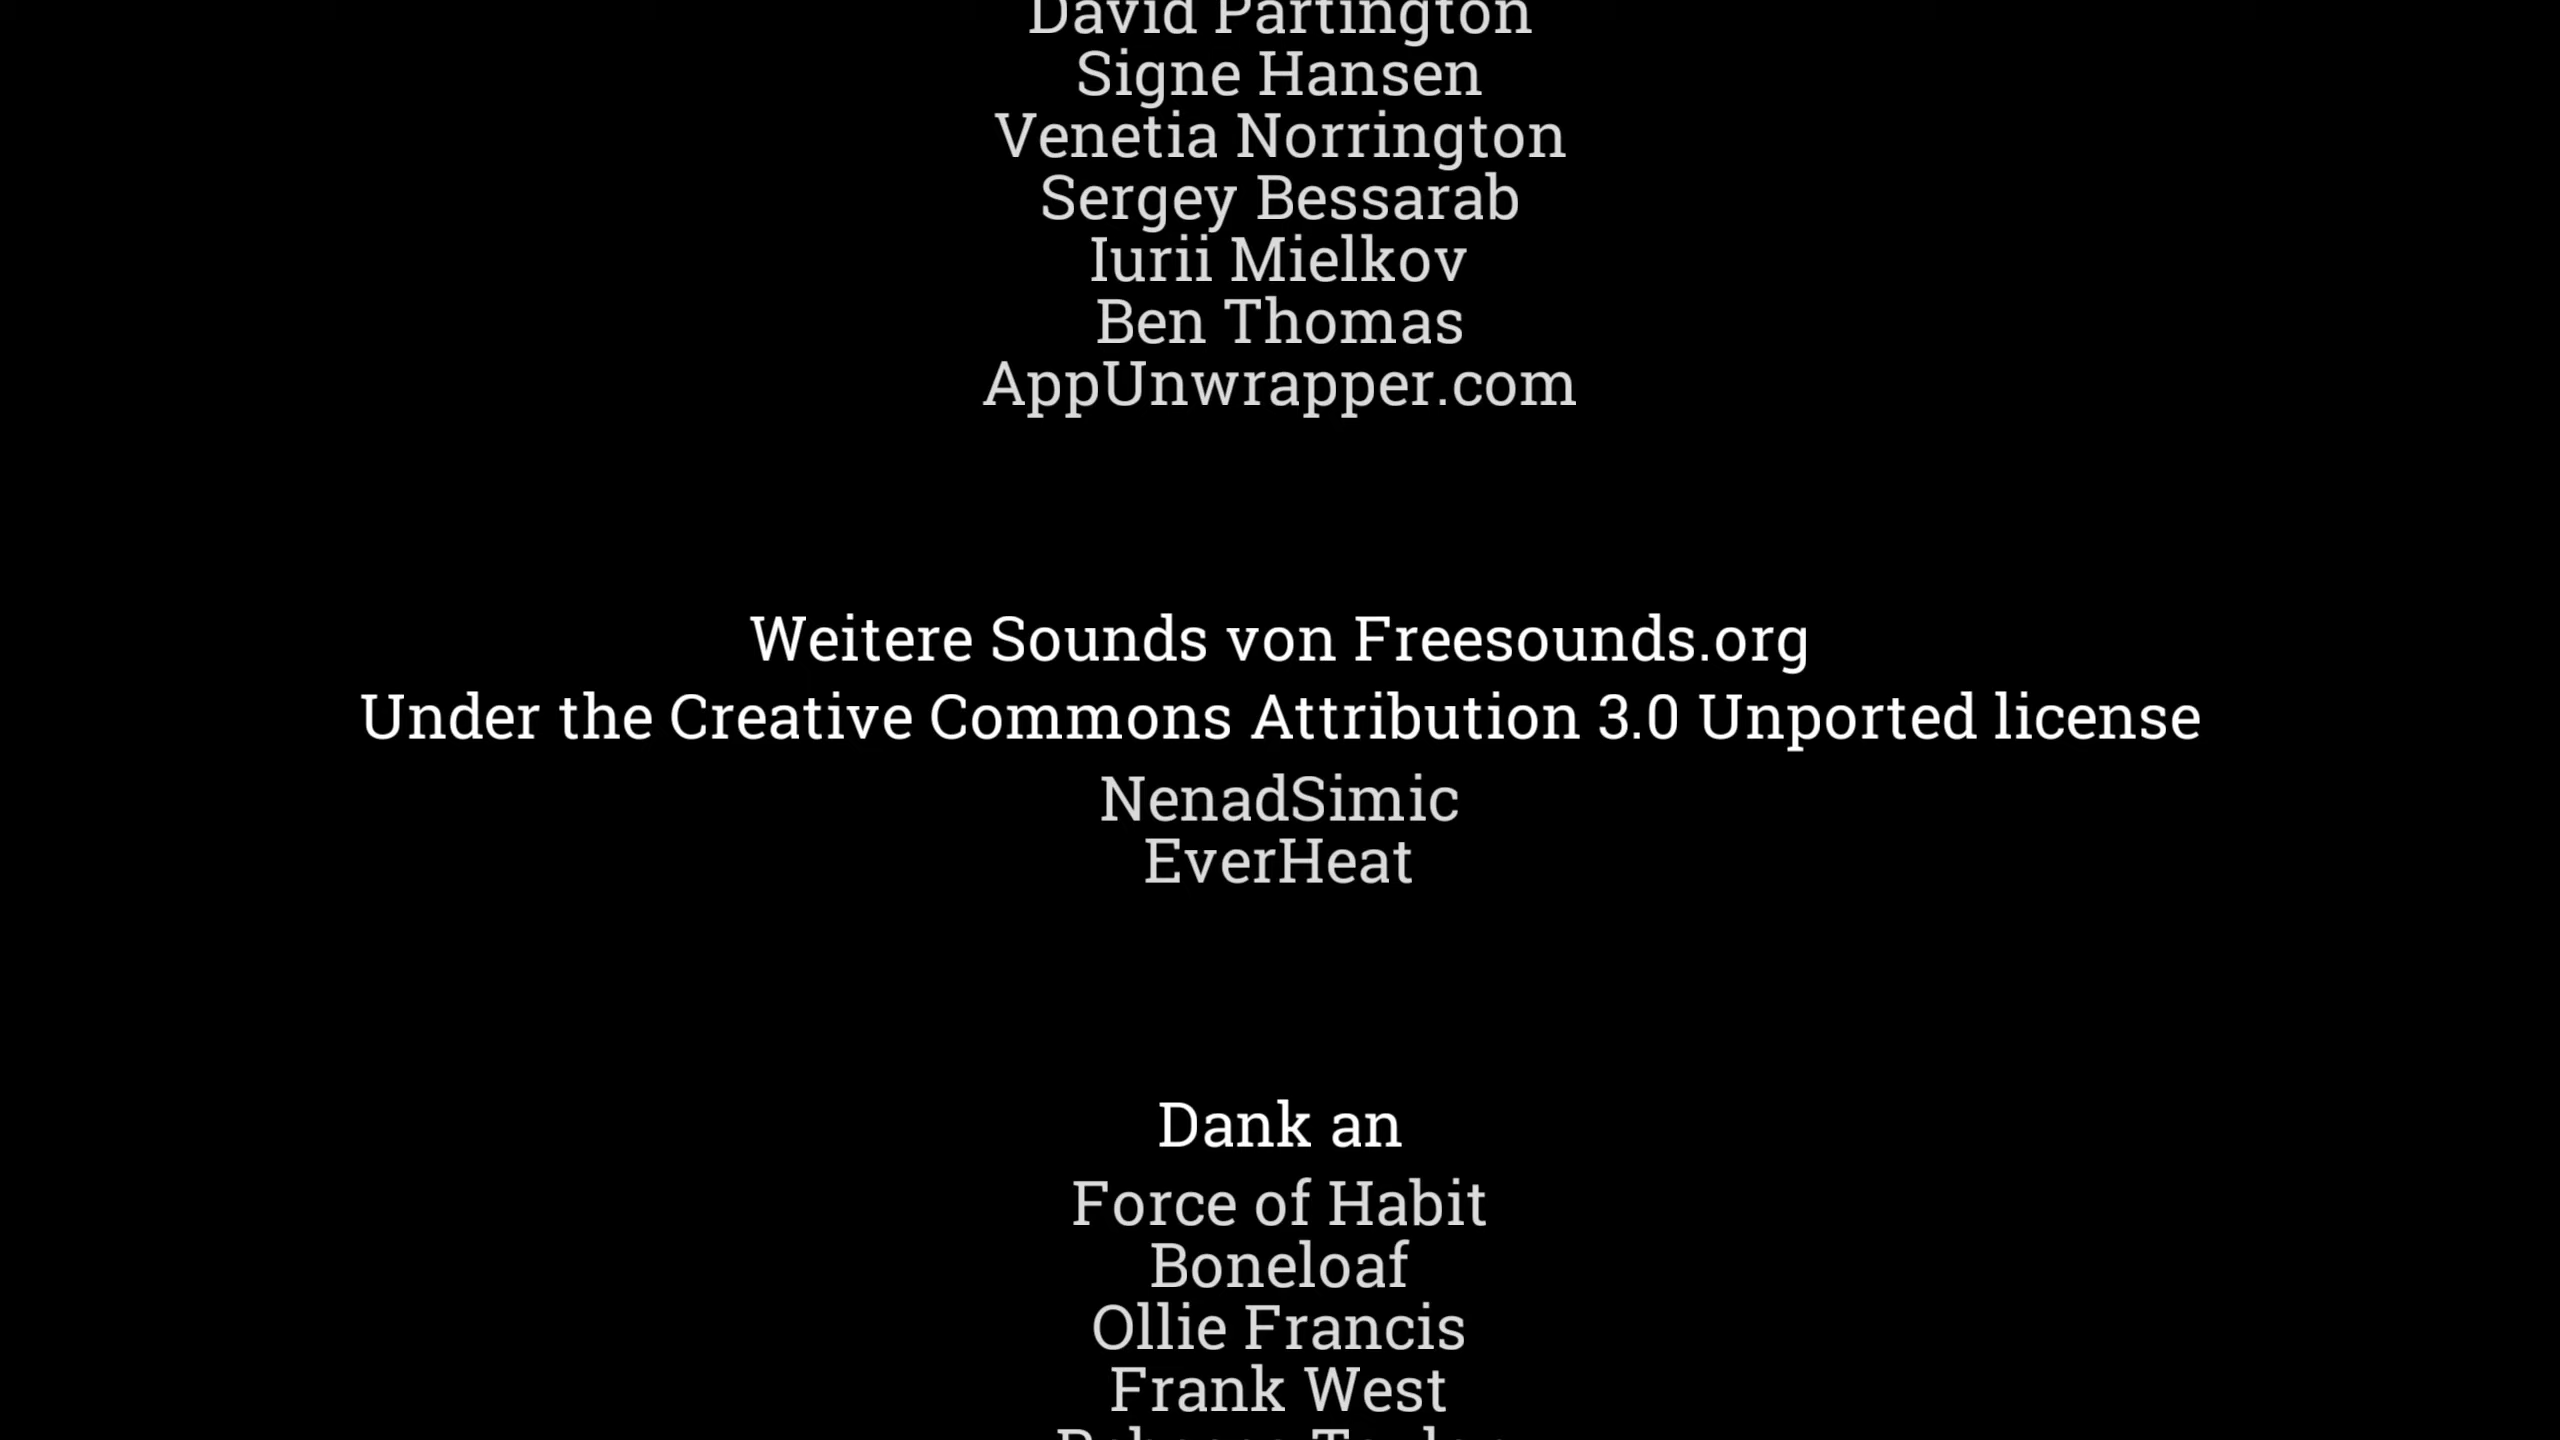 David Partington
Signe Hansen
Venetia Norrington
Sergey Bessarab
Iurii Mielkov
Ben Thomas
AppUnwrapper.com
Weitere Sounds von Freesounds.org
Under the Creative Commons Attribution 3.0 Unported license
NenadSimic
EverHeat
Dank an
Force of Habit
Boneloaf
Ollie Francis
Frank West